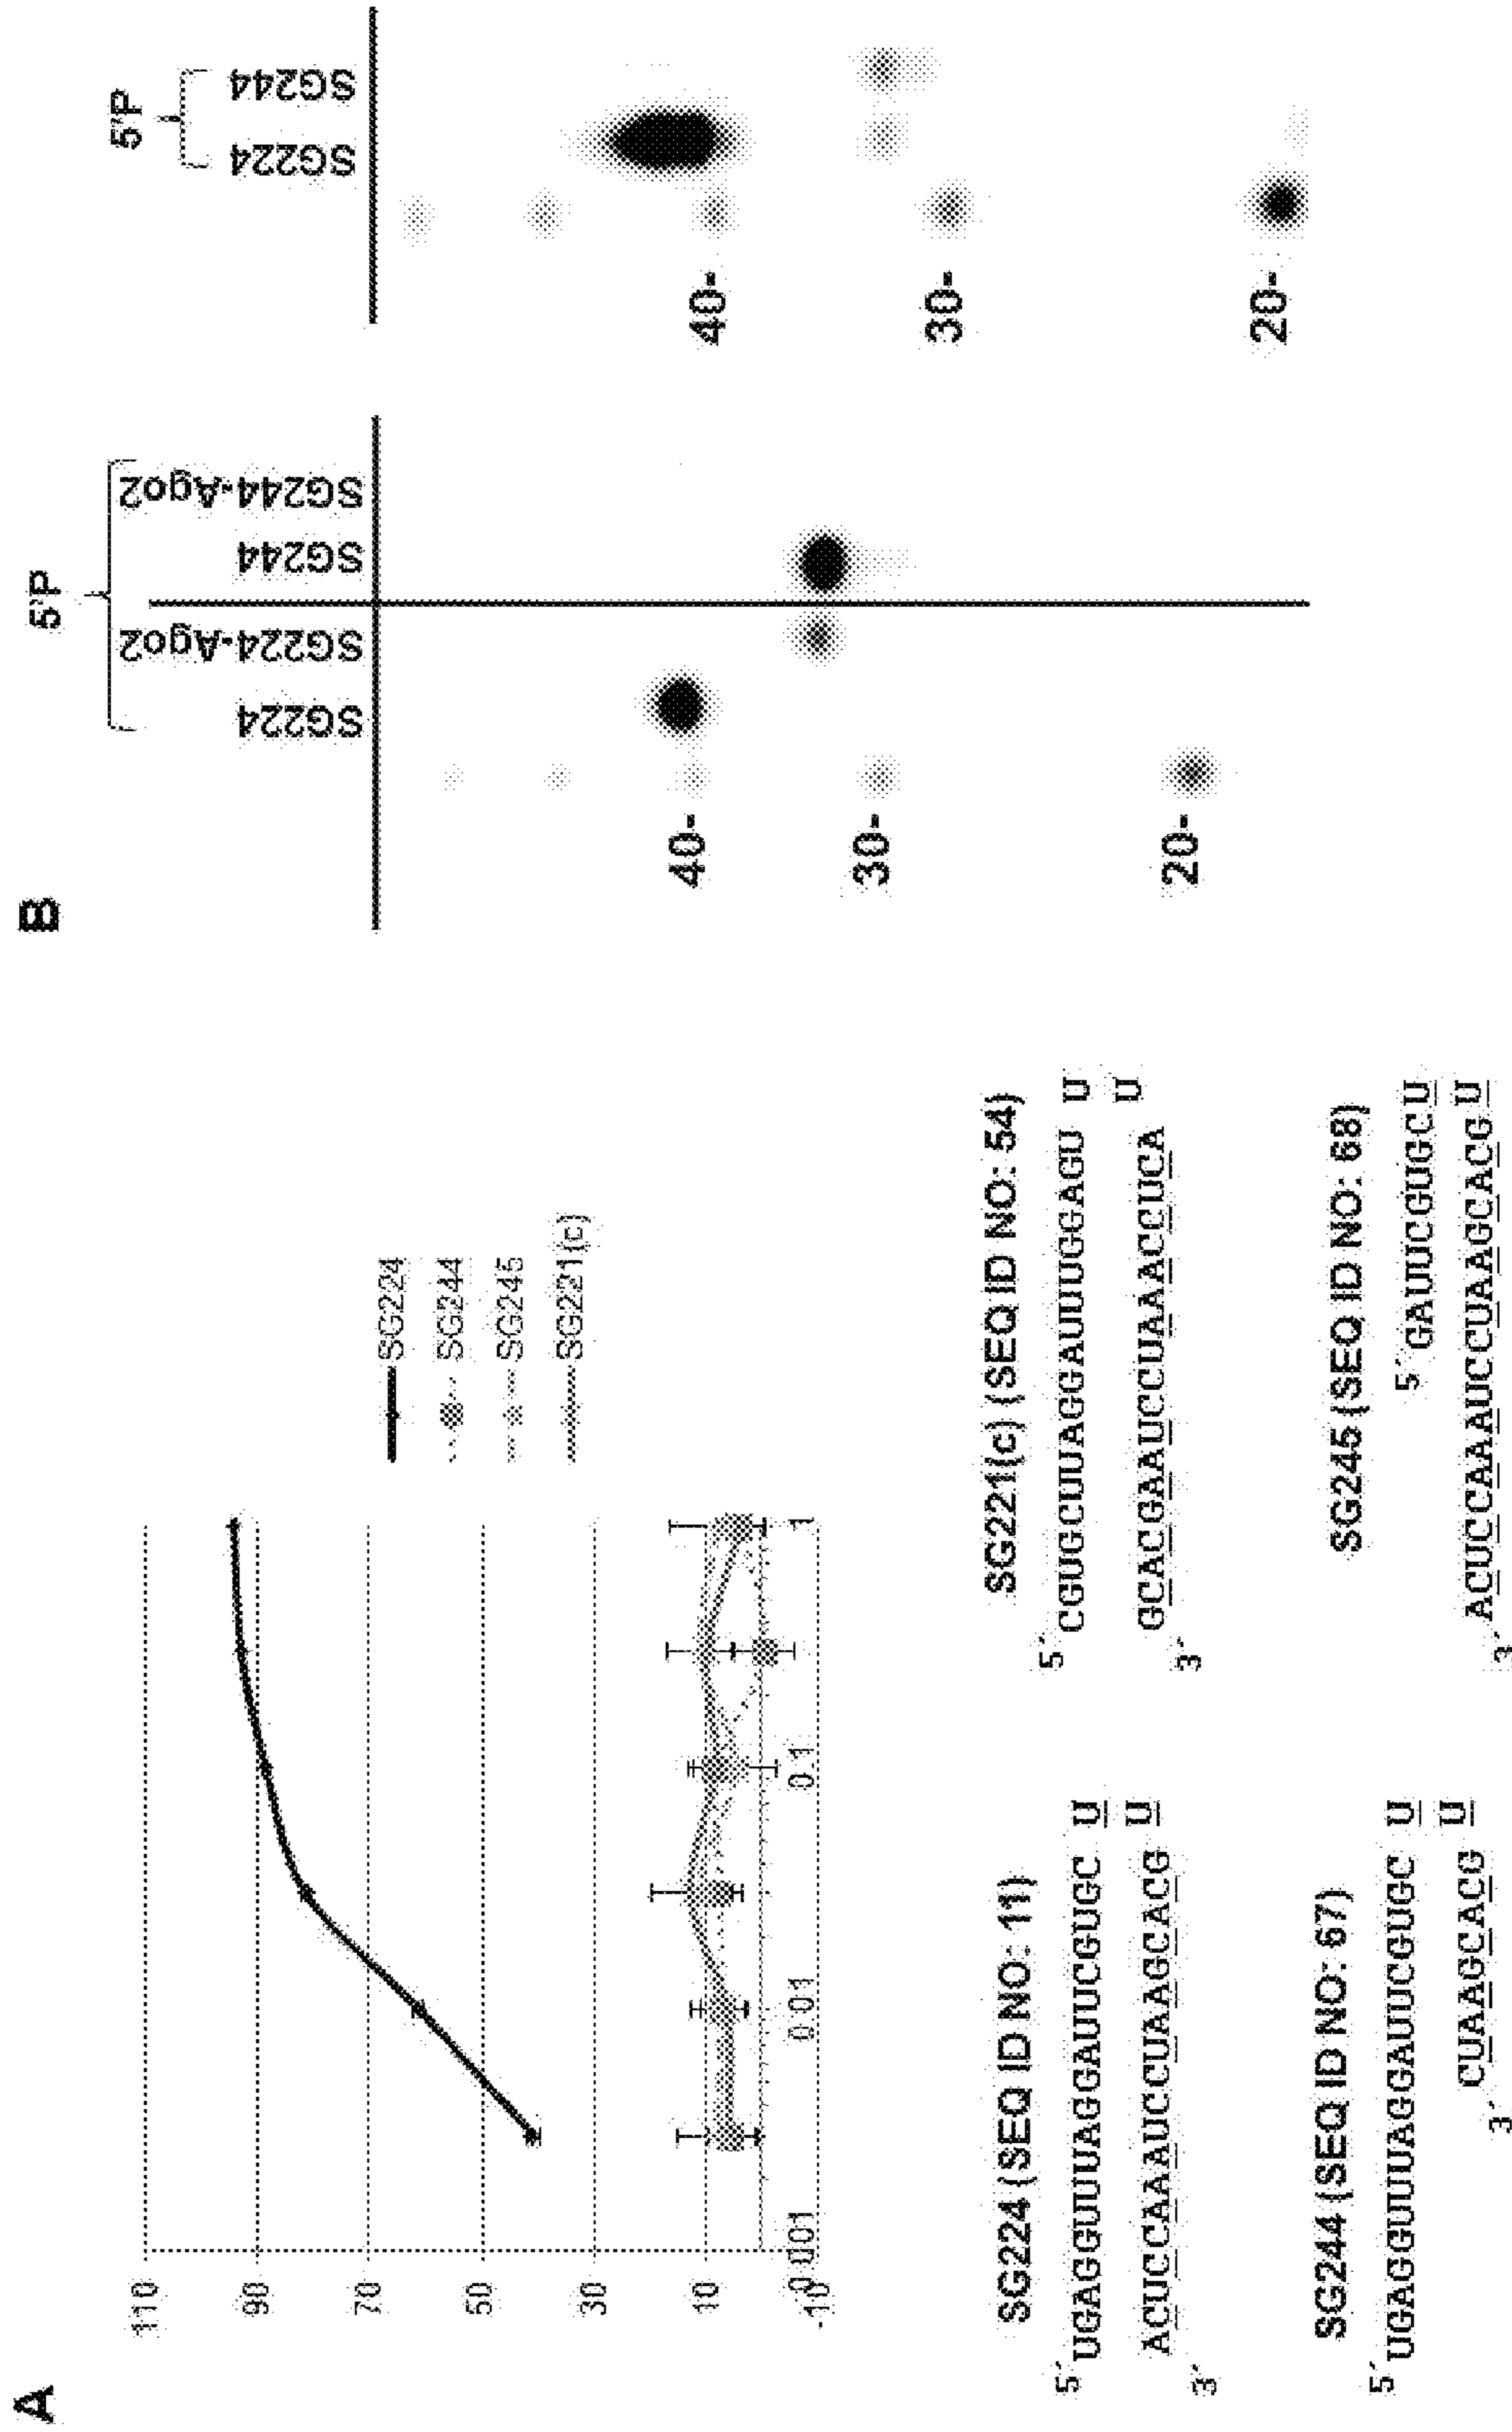 A
110
90
70
50
30
10
-10
0.001
0.01
0.1
1
SG224
SG244
SG245
SG221(c)
SG224 (SEQ ID NO: 11)
5´ UGAGGUUUAGGAUUCGUGC U
3´ ACUCCAAAUCCUAAGCACG U
SG221(c) (SEQ ID NO: 54)
5´ CGUGCUUAGGAUUUGGAGU U
3´ GCACGAAUCCUAAACCUCA U
SG244 (SEQ ID NO: 67)
5´ UGAGGUUUAGGAUUCGUGC U
3´ CUAAGCACG U
SG245 (SEQ ID NO: 68)
5´ GAUUCGUGCU
3´ ACUCCAAAUCCUAAGCACGU
B
5'P
SG224
SG224-Ago2
SG244
SG244-Ago2
40-
30-
20-
5'P
SG224
SG244
40-
30-
20-